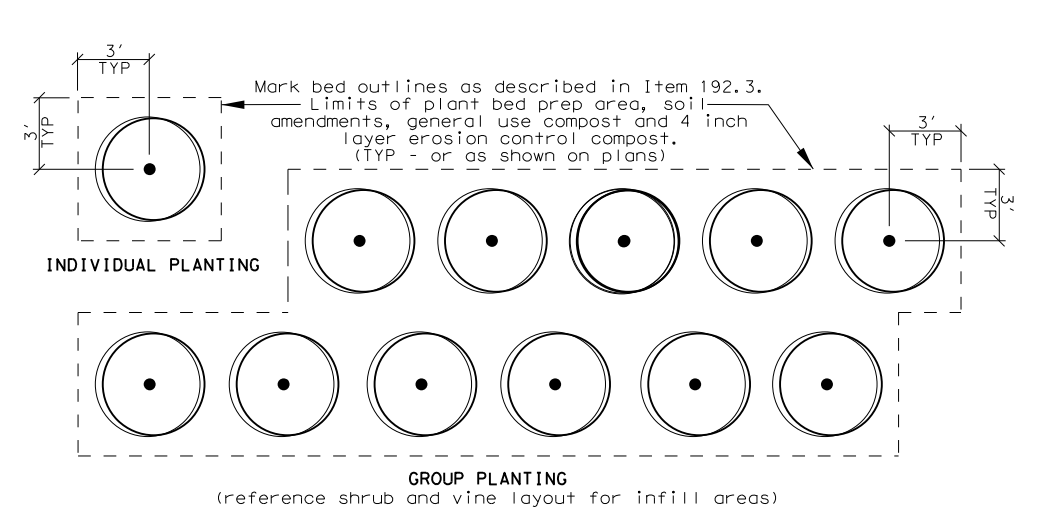 3'
TYP
3'
TYP
Mark bed outlines as described in Item 192.3.
Limits of plant bed prep area, soil
amendments, general use compost and 4 inch
layer erosion control compost.
(TYP - or as shown on plans)
3'
TYP
3'
TYP
INDIVIDUAL PLANTING
GROUP PLANTING
(reference shrub and vine layout for infill areas)